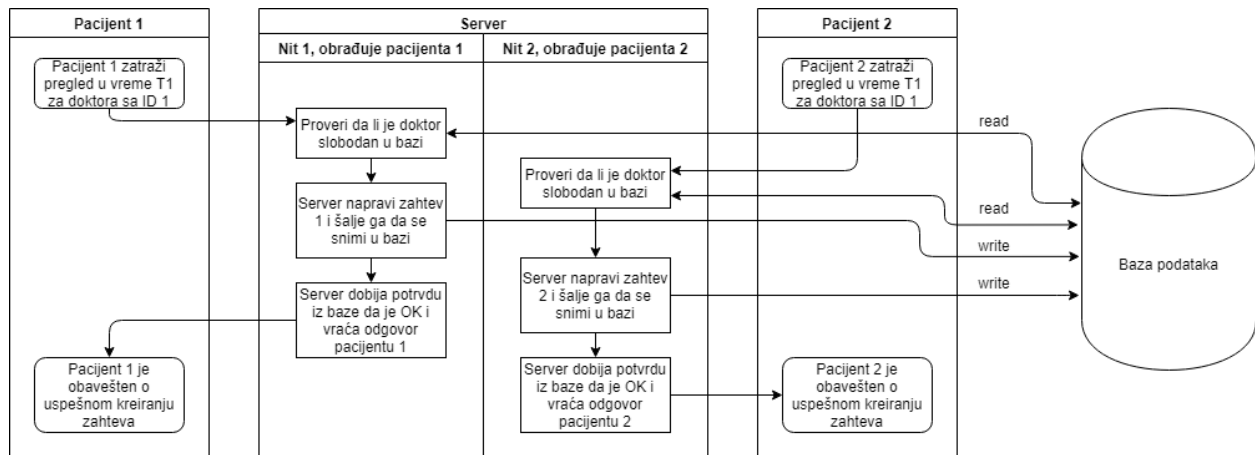 Pacijent 1
Server
Pacijent 2
Nit 1, obrađuje pacijenta 1
Nit 2, obrađuje pacijenta 2
Pacijent 1 zatraži
pregled u vreme T1
za doktora sa ID 1
Pacijent 2 zatraži
pregled u vreme T1
za doktora sa ID 1
Proveri da li je doktor
slobodan u bazi
read
Proveri da li je doktor
slobodan u bazi
read
Server napravi zahtev
1 i šalje ga da se
snimi u bazi
write
Baza podataka
Server napravi zahtev
2 i šalje ga da se
snimi u bazi
write
Server dobija potrvdu
iz baze da je OK i
vraća odgovor
pacijentu 1
Pacijent 1 je
obavešten o
uspešnom kreiranju
zahteva
Server dobija potvrdu
iz baze da je OK i
vraća odgovor
pacijentu 2
Pacijent 2 je
obavešten o
uspešnom kreiranju
zahteva